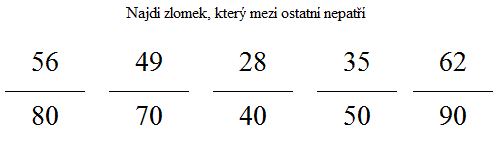 Najdi zlomek, který mezi ostatní nepatří
56 49 28 35 62
80 70 40 50 90